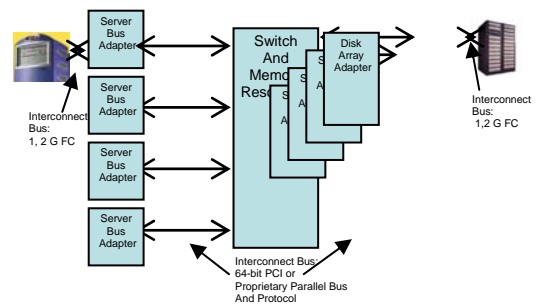 Server
Bus
Adapter
Switch
And
Disk
Array
Adapter
S
S
A
S
A
Interconnect
Bus:
1, 2 G FC
Server
Bus
Adapter
Interconnect
Bus:
1,2 G FC
Server
Bus
Adapter
Server
Bus
Adapter
Interconnect Bus:
64-bit PCI or
Proprietary Parallel Bus
And Protocol